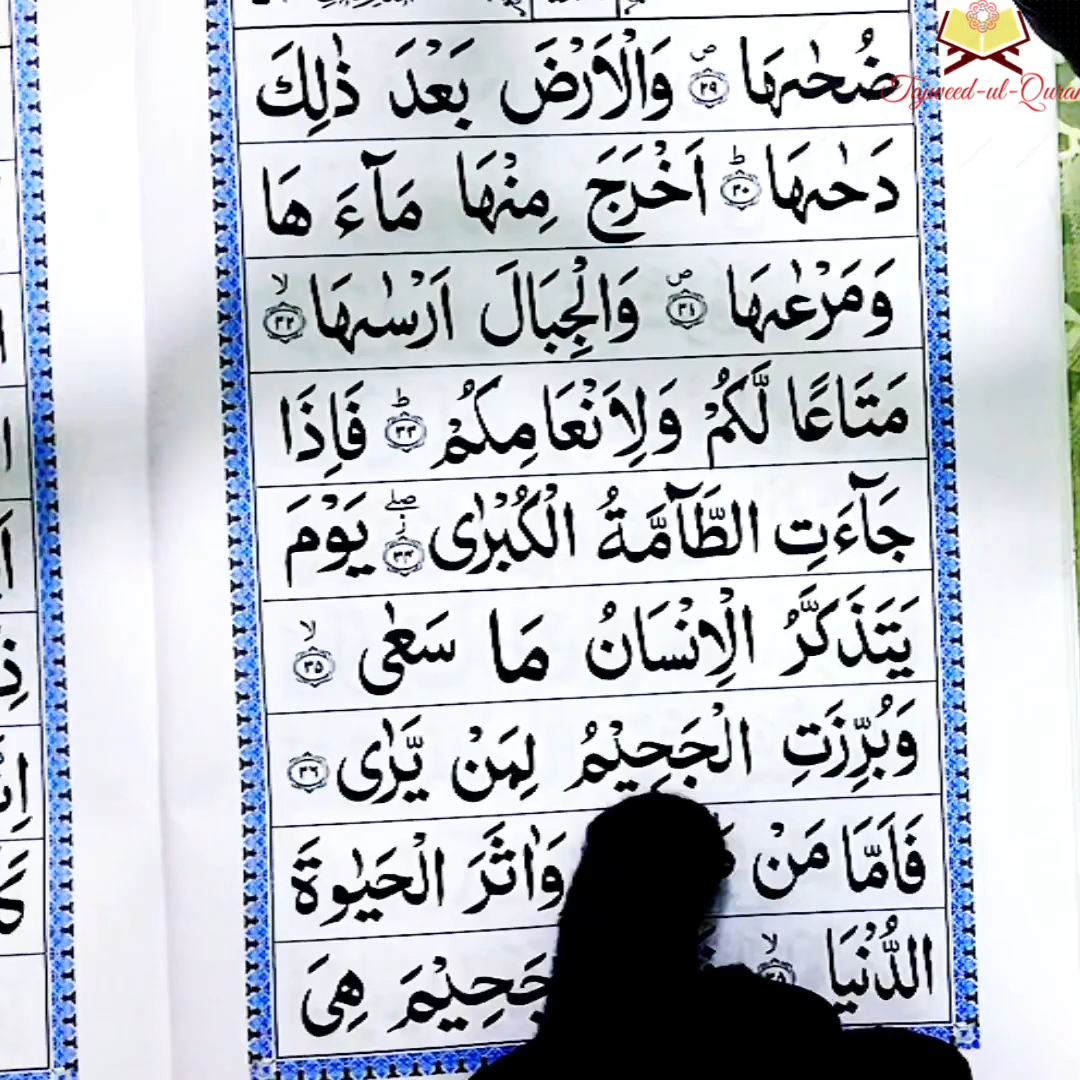 Tajweed-ul-Quran
ضُحٰىهَا ۪ۖ ۝٢٩ وَالْاَرْضَ بَعْدَ ذٰلِكَ
دَحٰىهَا ؕ ۝٣٠ اَخْرَجَ مِنْهَا مَآءَ هَا
وَمَرْعٰىهَا ۪ ۝٣١ وَالْجِبَالَ اَرْسٰىهَا ۙ ۝٣٢
مَتَاعًا لَّكُمْ وَلِاَنْعَامِكُمْ ؕ ۝٣٣ فَاِذَا
جَآءَتِ الطَّآمَّةُ الْكُبْرٰى ۖ ۝٣٤ يَوْمَ
يَتَذَكَّرُ الْاِنْسَانُ مَا سَعٰى ۙ ۝٣٥
وَبُرِّزَتِ الْجَحِيْمُ لِمَنْ يَّرٰى ۝٣٦
فَاَمَّا مَنْ وَاٰثَرَ الْحَيٰوةَ
الدُّنْيَا ۙ جَحِيْمَ هِىَ